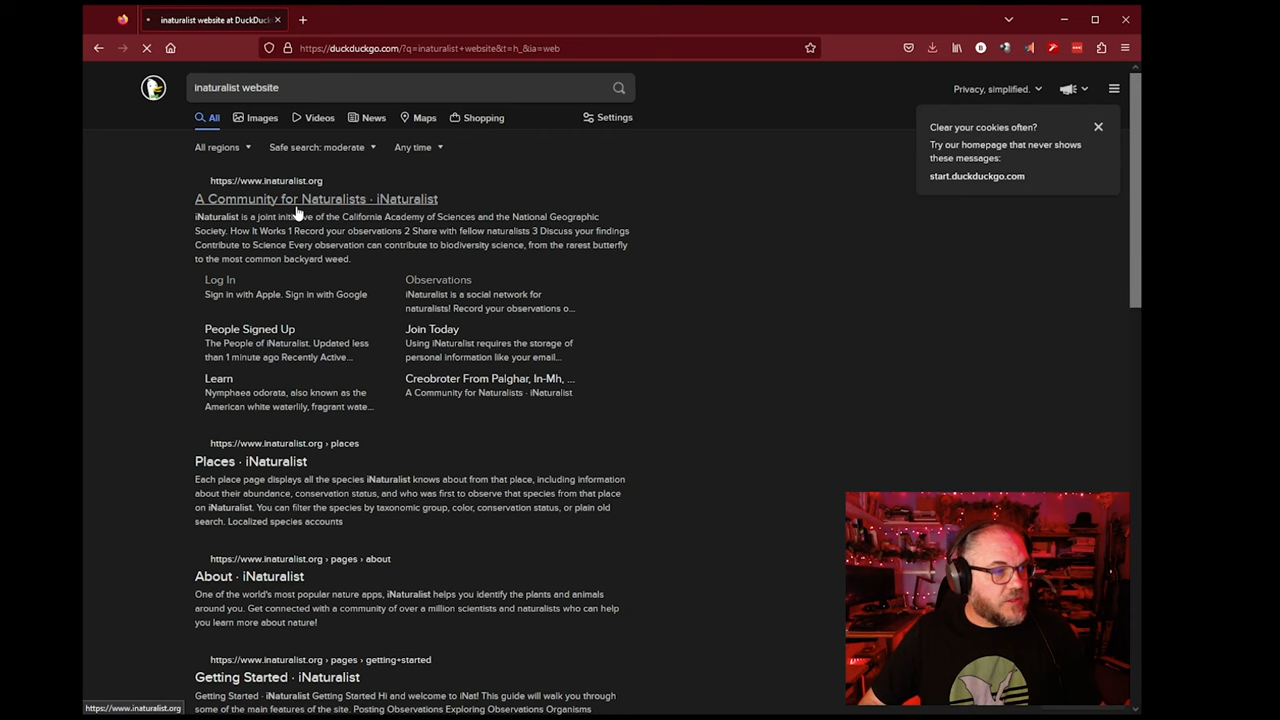 inaturalist website at DuckDuc
https://duckduckgo.com/?q=inaturalist+website&t=h_&ia=web
inaturalist website
Privacy, simplified.
All Images Videos News Maps Shopping Settings
All regions Safe search: moderate Any time
Clear your cookies often?
Try our homepage that never shows
these messages:
start.duckduckgo.com
https://www.inaturalist.org
A Community for Naturalists · iNaturalist
iNaturalist is a joint initiative of the California Academy of Sciences and the National Geographic
Society. How It Works 1 Record your observations 2 Share with fellow naturalists 3 Discuss your findings
Contribute to Science Every observation can contribute to biodiversity science, from the rarest butterfly
to the most common backyard weed.
Log In
Sign in with Apple. Sign in with Google
Observations
iNaturalist is a social network for
naturalists! Record your observations o...
People Signed Up
The People of iNaturalist. Updated less
than 1 minute ago Recently Active...
Join Today
Using iNaturalist requires the storage of
personal information like your email...
Learn
Nymphaea odorata, also known as the
American white waterlily, fragrant wate...
Creobroter From Palghar, In-Mh, ...
A Community for Naturalists · iNaturalist
https://www.inaturalist.org › places
Places · iNaturalist
Each place page displays all the species iNaturalist knows about from that place, including information
about their abundance, conservation status, and who was first to observe that species from that place
on iNaturalist. You can filter the species by taxonomic group, color, conservation status, or plain old
search. Localized species accounts
https://www.inaturalist.org › pages › about
About · iNaturalist
One of the world's most popular nature apps, iNaturalist helps you identify the plants and animals
around you. Get connected with a community of over a million scientists and naturalists who can help
you learn more about nature!
https://www.inaturalist.org › pages › getting+started
Getting Started · iNaturalist
Getting Started · iNaturalist Getting Started Hi and welcome to iNat! This guide will walk you through
some of the main features of the site. Posting Observations Exploring Observations Organisms
https://www.inaturalist.org